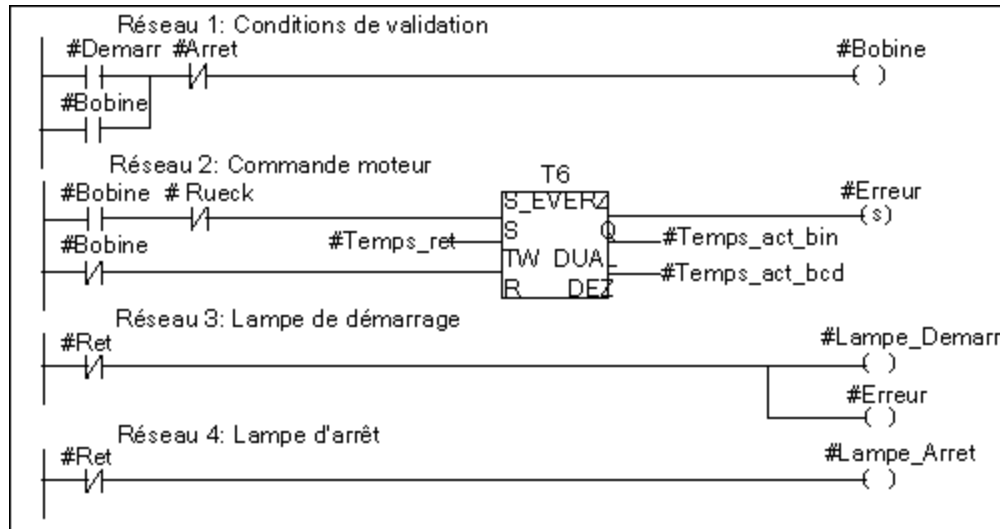 Réseau 1: Conditions de validation
#Demarr #Arret #Bobine
#Bobine
Réseau 2: Commande moteur
T6
#Bobine # Rueck S_EVERZ #Erreur
(s)
#Bobine #Temps_ret S Q #Temps_act_bin
TW DUAL #Temps_act_bcd
R DEZ
Réseau 3: Lampe de démarrage
#Ret #Lampe_Demarr
#Erreur
Réseau 4: Lampe d'arrêt
#Ret #Lampe_Arret